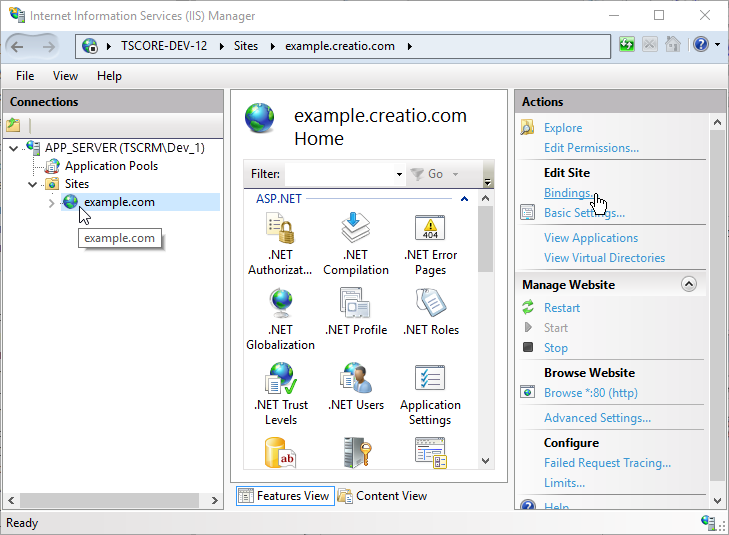 Internet Information Services (IIS) Manager
TSCORE-DEV-12
Sites
example.creatio.com
File View Help
Connections
APP_SERVER (TSCRM\Dev_1)
Application Pools
Sites
example.com
example.com
example.creatio.com
Home
Filter:
Go
ASP.NET
.NET
Authorizat...
.NET
Compilation
.NET Error
Pages
404
.NET
Globalization
.NET Profile
.NET Roles
.NET Trust
Levels
.NET Users
Application
Settings
ab
Features View
Content View
Actions
Explore
Edit Permissions...
Edit Site
Bindings...
Basic Settings...
View Applications
View Virtual Directories
Manage Website
Restart
Start
Stop
Browse Website
Browse *:80 (http)
Advanced Settings...
Configure
Failed Request Tracing...
Limits...
Help
Ready